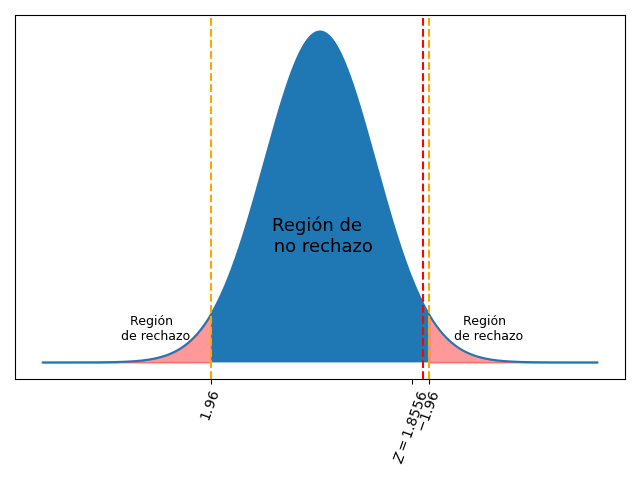 Región de
no rechazo
Región
de rechazo
Región
de rechazo
1.96
Z = 1.8556
−1.96